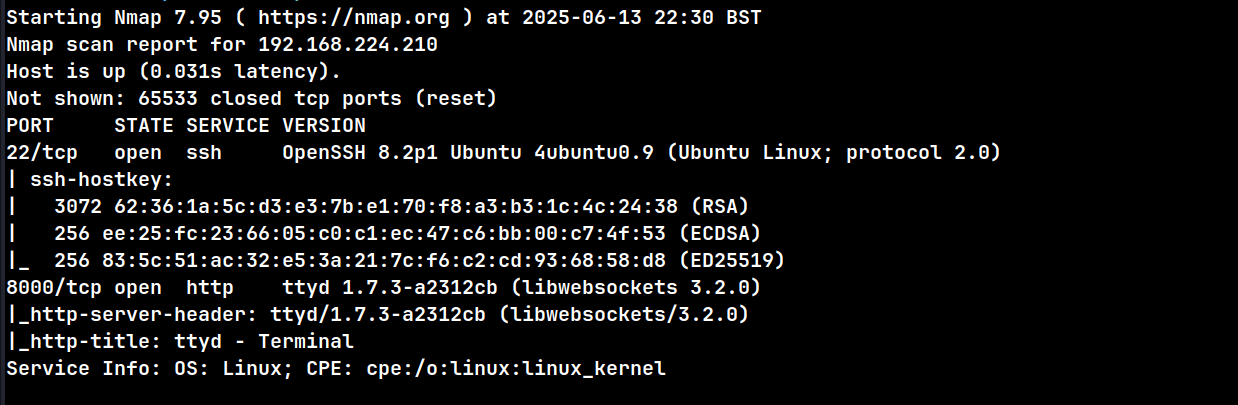 Starting Nmap 7.95 ( https://nmap.org ) at 2025-06-13 22:30 BST
Nmap scan report for 192.168.224.210
Host is up (0.031s latency).
Not shown: 65533 closed tcp ports (reset)
PORT     STATE SERVICE VERSION
22/tcp   open  ssh     OpenSSH 8.2p1 Ubuntu 4ubuntu0.9 (Ubuntu Linux; protocol 2.0)
| ssh-hostkey:
|   3072 62:36:1a:5c:d3:e3:7b:e1:70:f8:a3:b3:1c:4c:24:38 (RSA)
|   256 ee:25:fc:23:66:05:c0:c1:ec:47:c6:bb:00:c7:4f:53 (ECDSA)
|_  256 83:5c:51:ac:32:e5:3a:21:7c:f6:c2:cd:93:68:58:d8 (ED25519)
8000/tcp open  http    ttyd 1.7.3-a2312cb (libwebsockets 3.2.0)
|_http-server-header: ttyd/1.7.3-a2312cb (libwebsockets/3.2.0)
|_http-title: ttyd - Terminal
Service Info: OS: Linux; CPE: cpe:/o:linux:linux_kernel